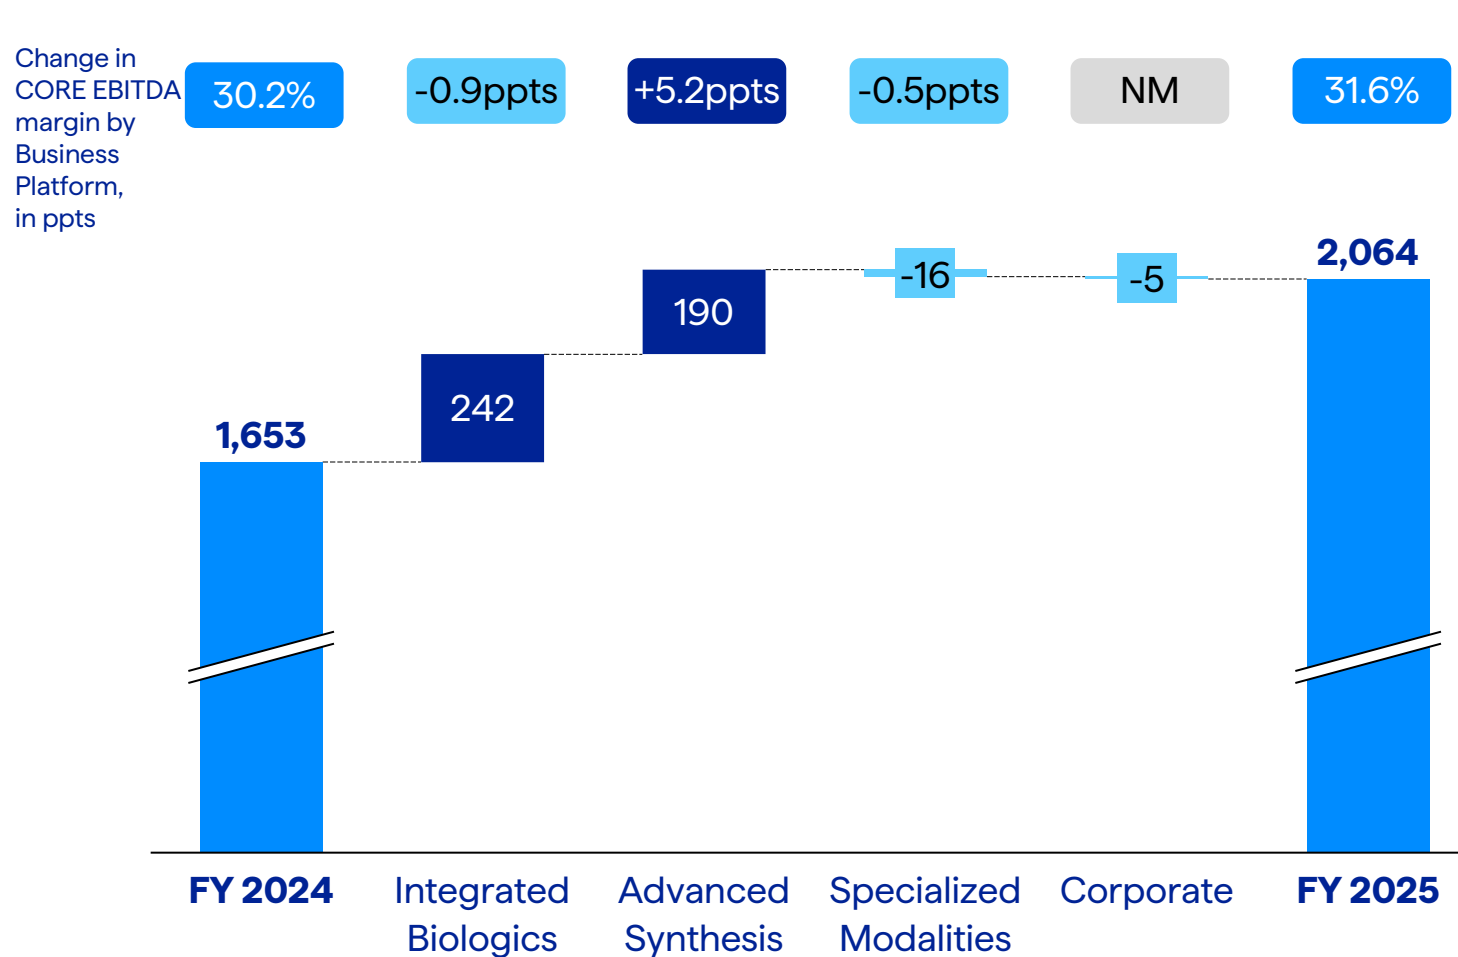 Change in
CORE EBITDA
margin by
Business
Platform,
in ppts
30.2%
-0.9ppts
+5.2ppts
-0.5ppts
NM
31.6%
1,653
242
190
-16
-5
2,064
FY 2024
Integrated
Biologics
Advanced
Synthesis
Specialized
Modalities
Corporate
FY 2025